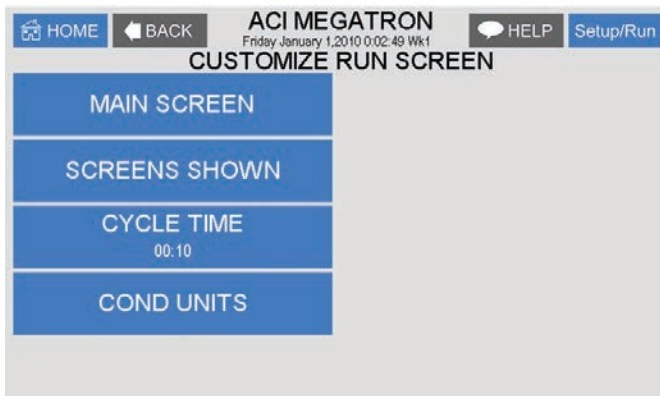 HOME
BACK
ACI MEGATRON
Friday January 1,2010 0:02:49 Wk1
HELP
Setup/Run
CUSTOMIZE RUN SCREEN
MAIN SCREEN
SCREENS SHOWN
CYCLE TIME
00:10
COND UNITS